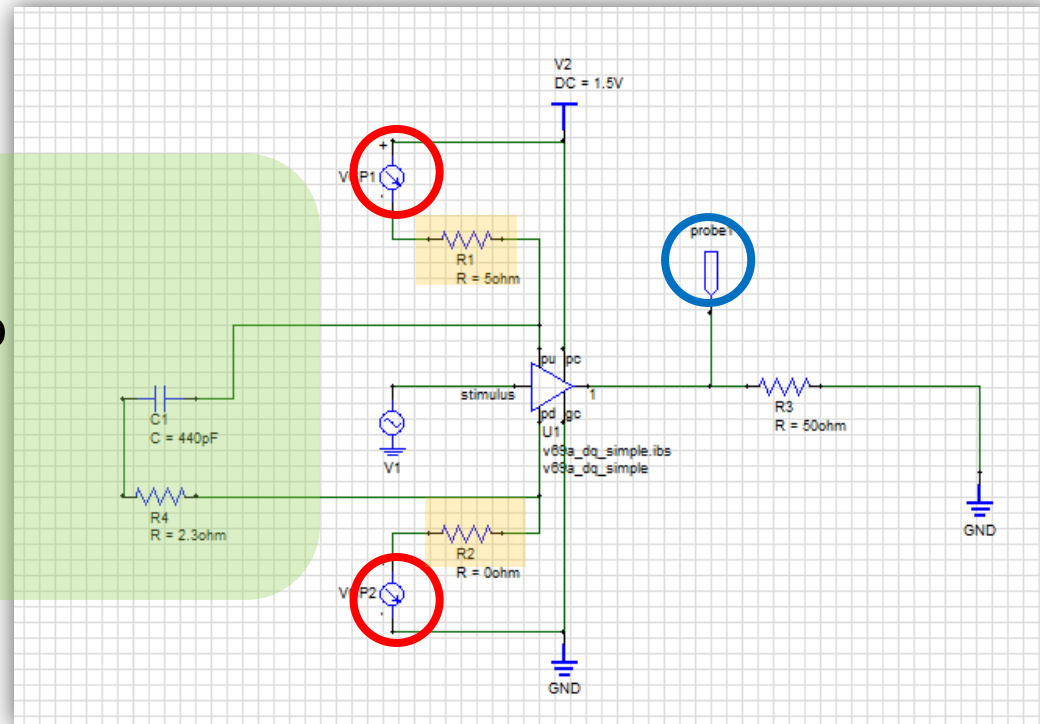 V2
DC = 1.5V
+
R1
R = 5ohm
probe1
pu pc
stimulus
1
pd gc
U1
v69a_dq_simple.ibs
v69a_dq_simple
C1
C = 440pF
V1
R3
R = 50ohm
R4
R = 2.3ohm
R2
R = 0ohm
GND
GND